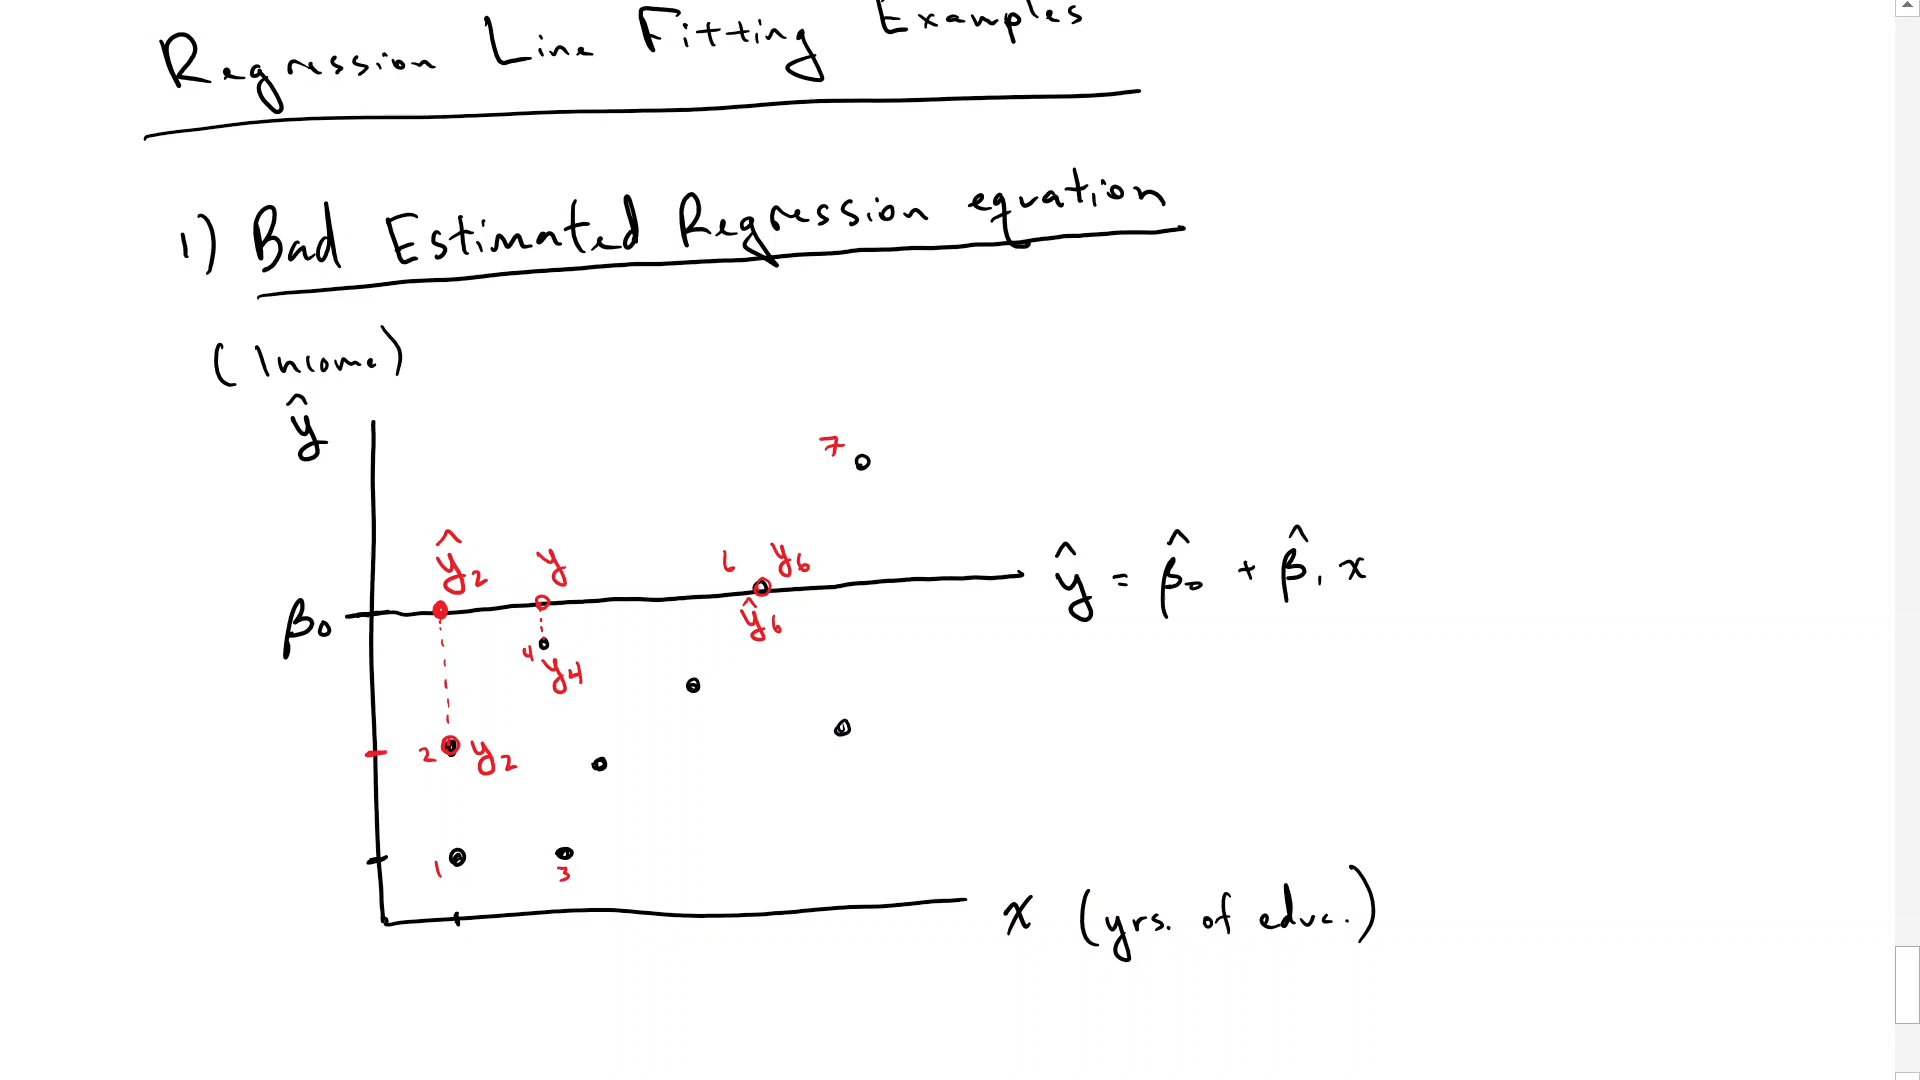 Regression Line Fitting Examples
1) Bad Estimated Regression equation
(Income)
ŷ
7
ŷ₂ y 6 y₆
ŷ = β̂₀ + β̂₁ x
β₀
ŷ₆
4 y₄
2 y₂
1 3
x (yrs. of educ.)